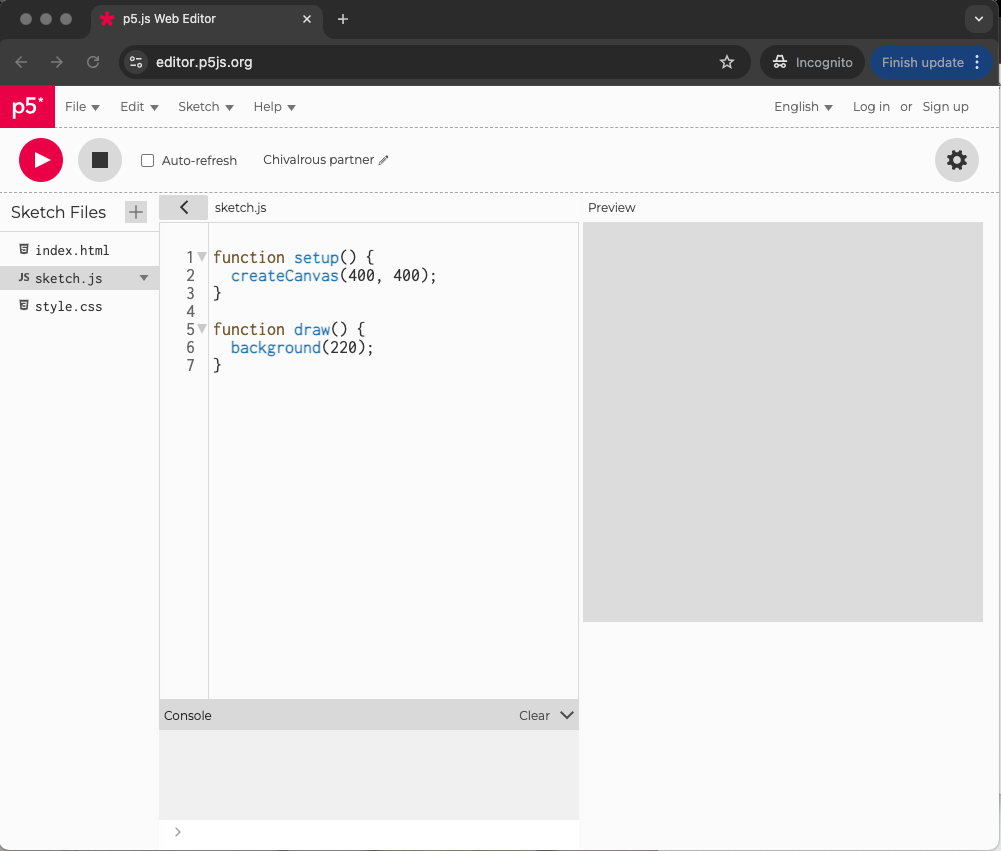 p5.js Web Editor
editor.p5js.org
Incognito
Finish update
p5*
File
Edit
Sketch
Help
English
Log in or Sign up
Auto-refresh
Chivalrous partner
Sketch Files
sketch.js
Preview
index.html
JS sketch.js
style.css
1 function setup() {
2 createCanvas(400, 400);
3 }
4
5 function draw() {
6 background(220);
7 }
Console
Clear
>